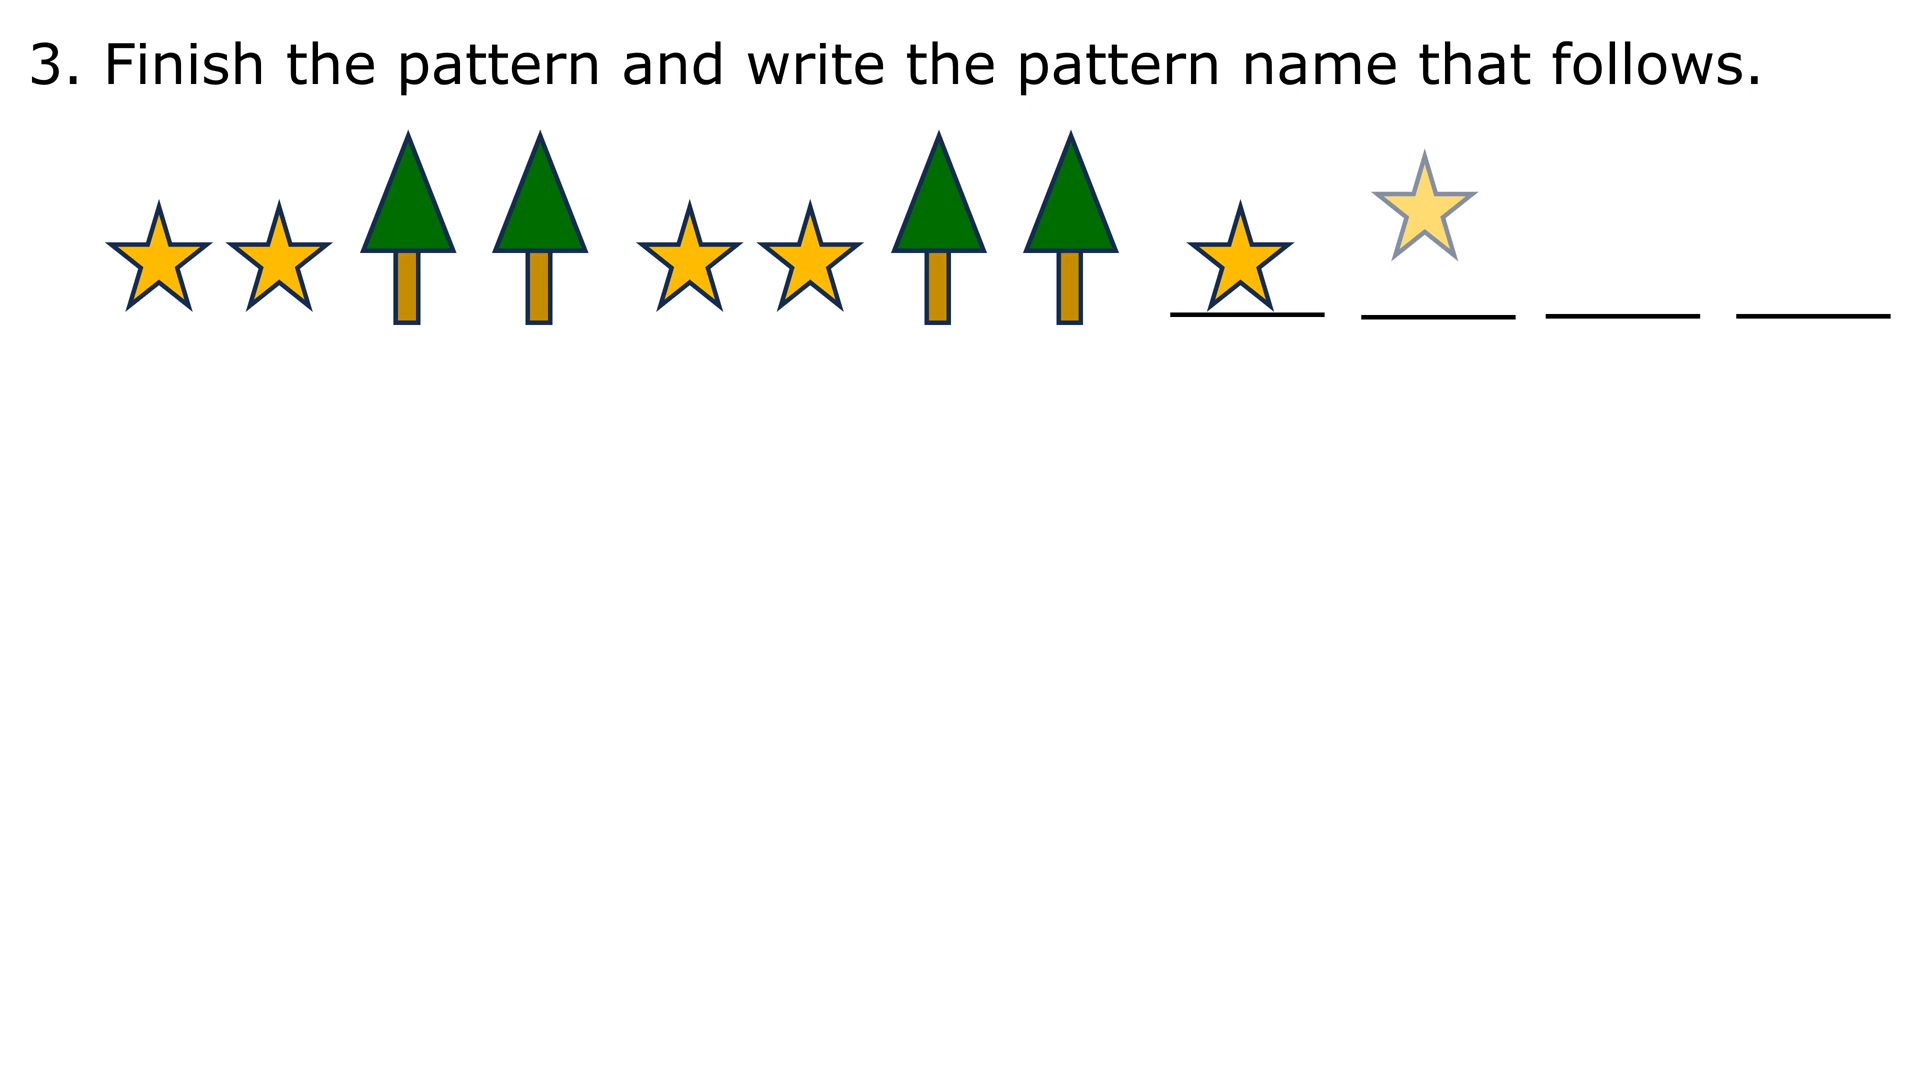 3. Finish the pattern and write the pattern name that follows.